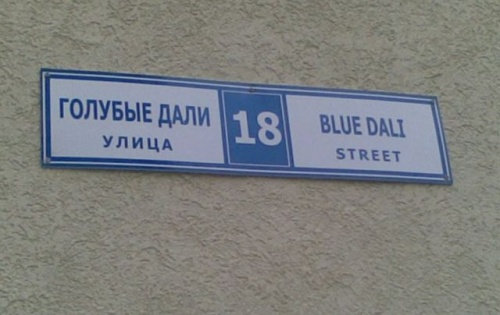 ГОЛУБЫЕ ДАЛИ
УЛИЦА
18
BLUE DALI
STREET